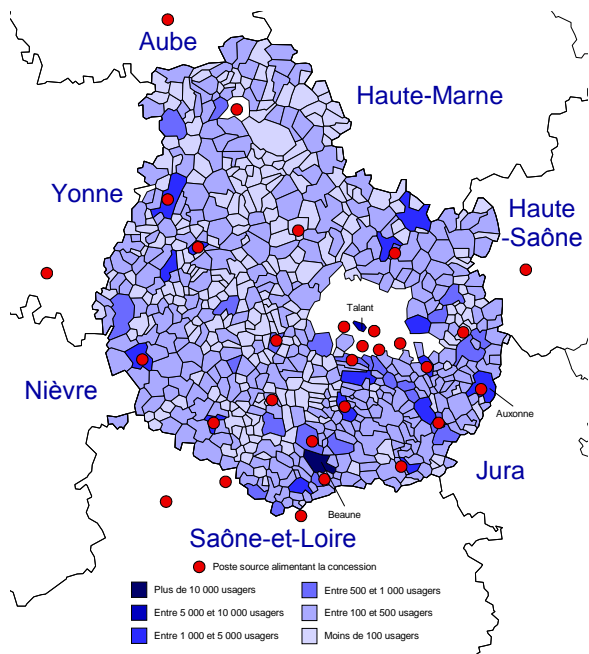 Aube
Haute-Marne
Yonne
Haute
-Saône
Talant
Nièvre
Auxonne
Jura
Beaune
Saône-et-Loire
Poste source alimentant la concession
Plus de 10 000 usagers
Entre 500 et 1 000 usagers
Entre 5 000 et 10 000 usagers
Entre 100 et 500 usagers
Entre 1 000 et 5 000 usagers
Moins de 100 usagers